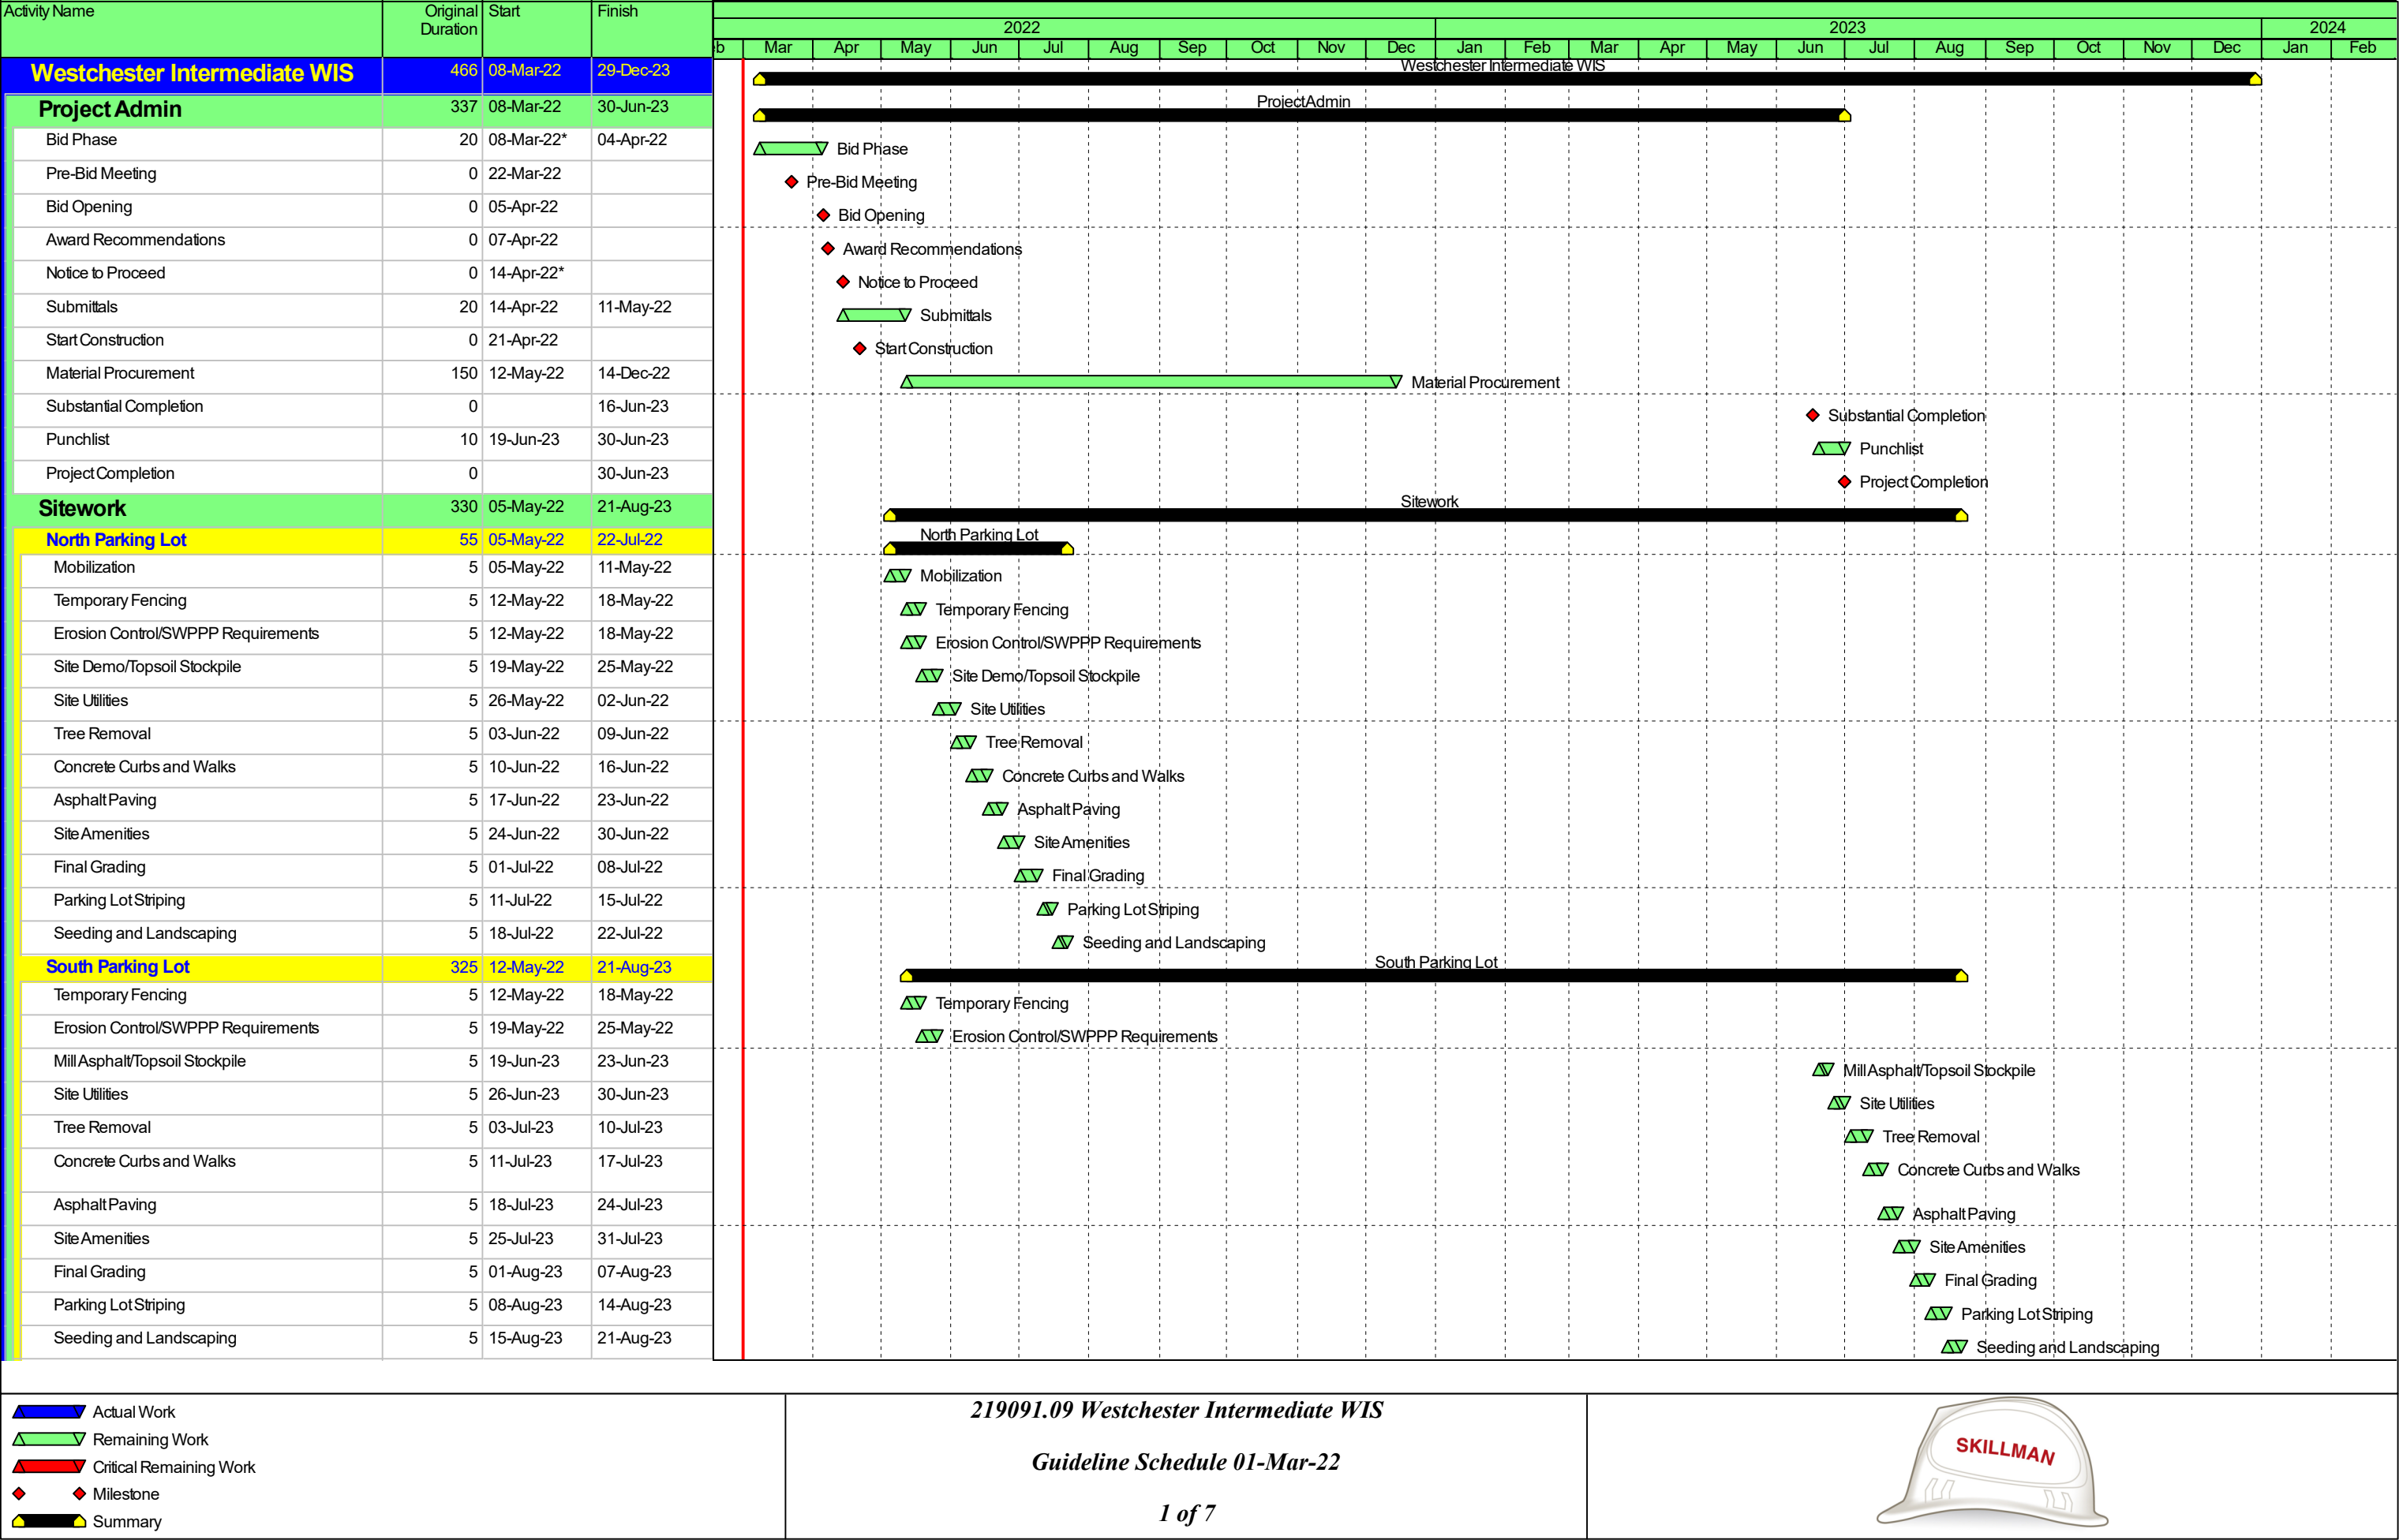 Activity Name Original Duration Start Finish
2022 2023 2024
b Mar Apr May Jun Jul Aug Sep Oct Nov Dec Jan Feb Mar Apr May Jun Jul Aug Sep Oct Nov Dec Jan Feb
Westchester Intermediate WIS 466 08-Mar-22 29-Dec-23 Westchester Intermediate WIS
Project Admin 337 08-Mar-22 30-Jun-23 Project Admin
Bid Phase 20 08-Mar-22* 04-Apr-22 Bid Phase
Pre-Bid Meeting 0 22-Mar-22 Pre-Bid Meeting
Bid Opening 0 05-Apr-22 Bid Opening
Award Recommendations 0 07-Apr-22 Award Recommendations
Notice to Proceed 0 14-Apr-22* Notice to Proceed
Submittals 20 14-Apr-22 11-May-22 Submittals
Start Construction 0 21-Apr-22 Start Construction
Material Procurement 150 12-May-22 14-Dec-22 Material Procurement
Substantial Completion 0 16-Jun-23 Substantial Completion
Punchlist 10 19-Jun-23 30-Jun-23 Punchlist
Project Completion 0 30-Jun-23 Project Completion
Sitework 330 05-May-22 21-Aug-23 Sitework
North Parking Lot 55 05-May-22 22-Jul-22 North Parking Lot
Mobilization 5 05-May-22 11-May-22 Mobilization
Temporary Fencing 5 12-May-22 18-May-22 Temporary Fencing
Erosion Control/SWPPP Requirements 5 12-May-22 18-May-22 Erosion Control/SWPPP Requirements
Site Demo/Topsoil Stockpile 5 19-May-22 25-May-22 Site Demo/Topsoil Stockpile
Site Utilities 5 26-May-22 02-Jun-22 Site Utilities
Tree Removal 5 03-Jun-22 09-Jun-22 Tree Removal
Concrete Curbs and Walks 5 10-Jun-22 16-Jun-22 Concrete Curbs and Walks
Asphalt Paving 5 17-Jun-22 23-Jun-22 Asphalt Paving
Site Amenities 5 24-Jun-22 30-Jun-22 Site Amenities
Final Grading 5 01-Jul-22 08-Jul-22 Final Grading
Parking Lot Striping 5 11-Jul-22 15-Jul-22 Parking Lot Striping
Seeding and Landscaping 5 18-Jul-22 22-Jul-22 Seeding and Landscaping
South Parking Lot 325 12-May-22 21-Aug-23 South Parking Lot
Temporary Fencing 5 12-May-22 18-May-22 Temporary Fencing
Erosion Control/SWPPP Requirements 5 19-May-22 25-May-22 Erosion Control/SWPPP Requirements
Mill Asphalt/Topsoil Stockpile 5 19-Jun-23 23-Jun-23 Mill Asphalt/Topsoil Stockpile
Site Utilities 5 26-Jun-23 30-Jun-23 Site Utilities
Tree Removal 5 03-Jul-23 10-Jul-23 Tree Removal
Concrete Curbs and Walks 5 11-Jul-23 17-Jul-23 Concrete Curbs and Walks
Asphalt Paving 5 18-Jul-23 24-Jul-23 Asphalt Paving
Site Amenities 5 25-Jul-23 31-Jul-23 Site Amenities
Final Grading 5 01-Aug-23 07-Aug-23 Final Grading
Parking Lot Striping 5 08-Aug-23 14-Aug-23 Parking Lot Striping
Seeding and Landscaping 5 15-Aug-23 21-Aug-23 Seeding and Landscaping
Actual Work
Remaining Work
Critical Remaining Work
Milestone
Summary
219091.09 Westchester Intermediate WIS
Guideline Schedule 01-Mar-22
1 of 7
SKILLMAN